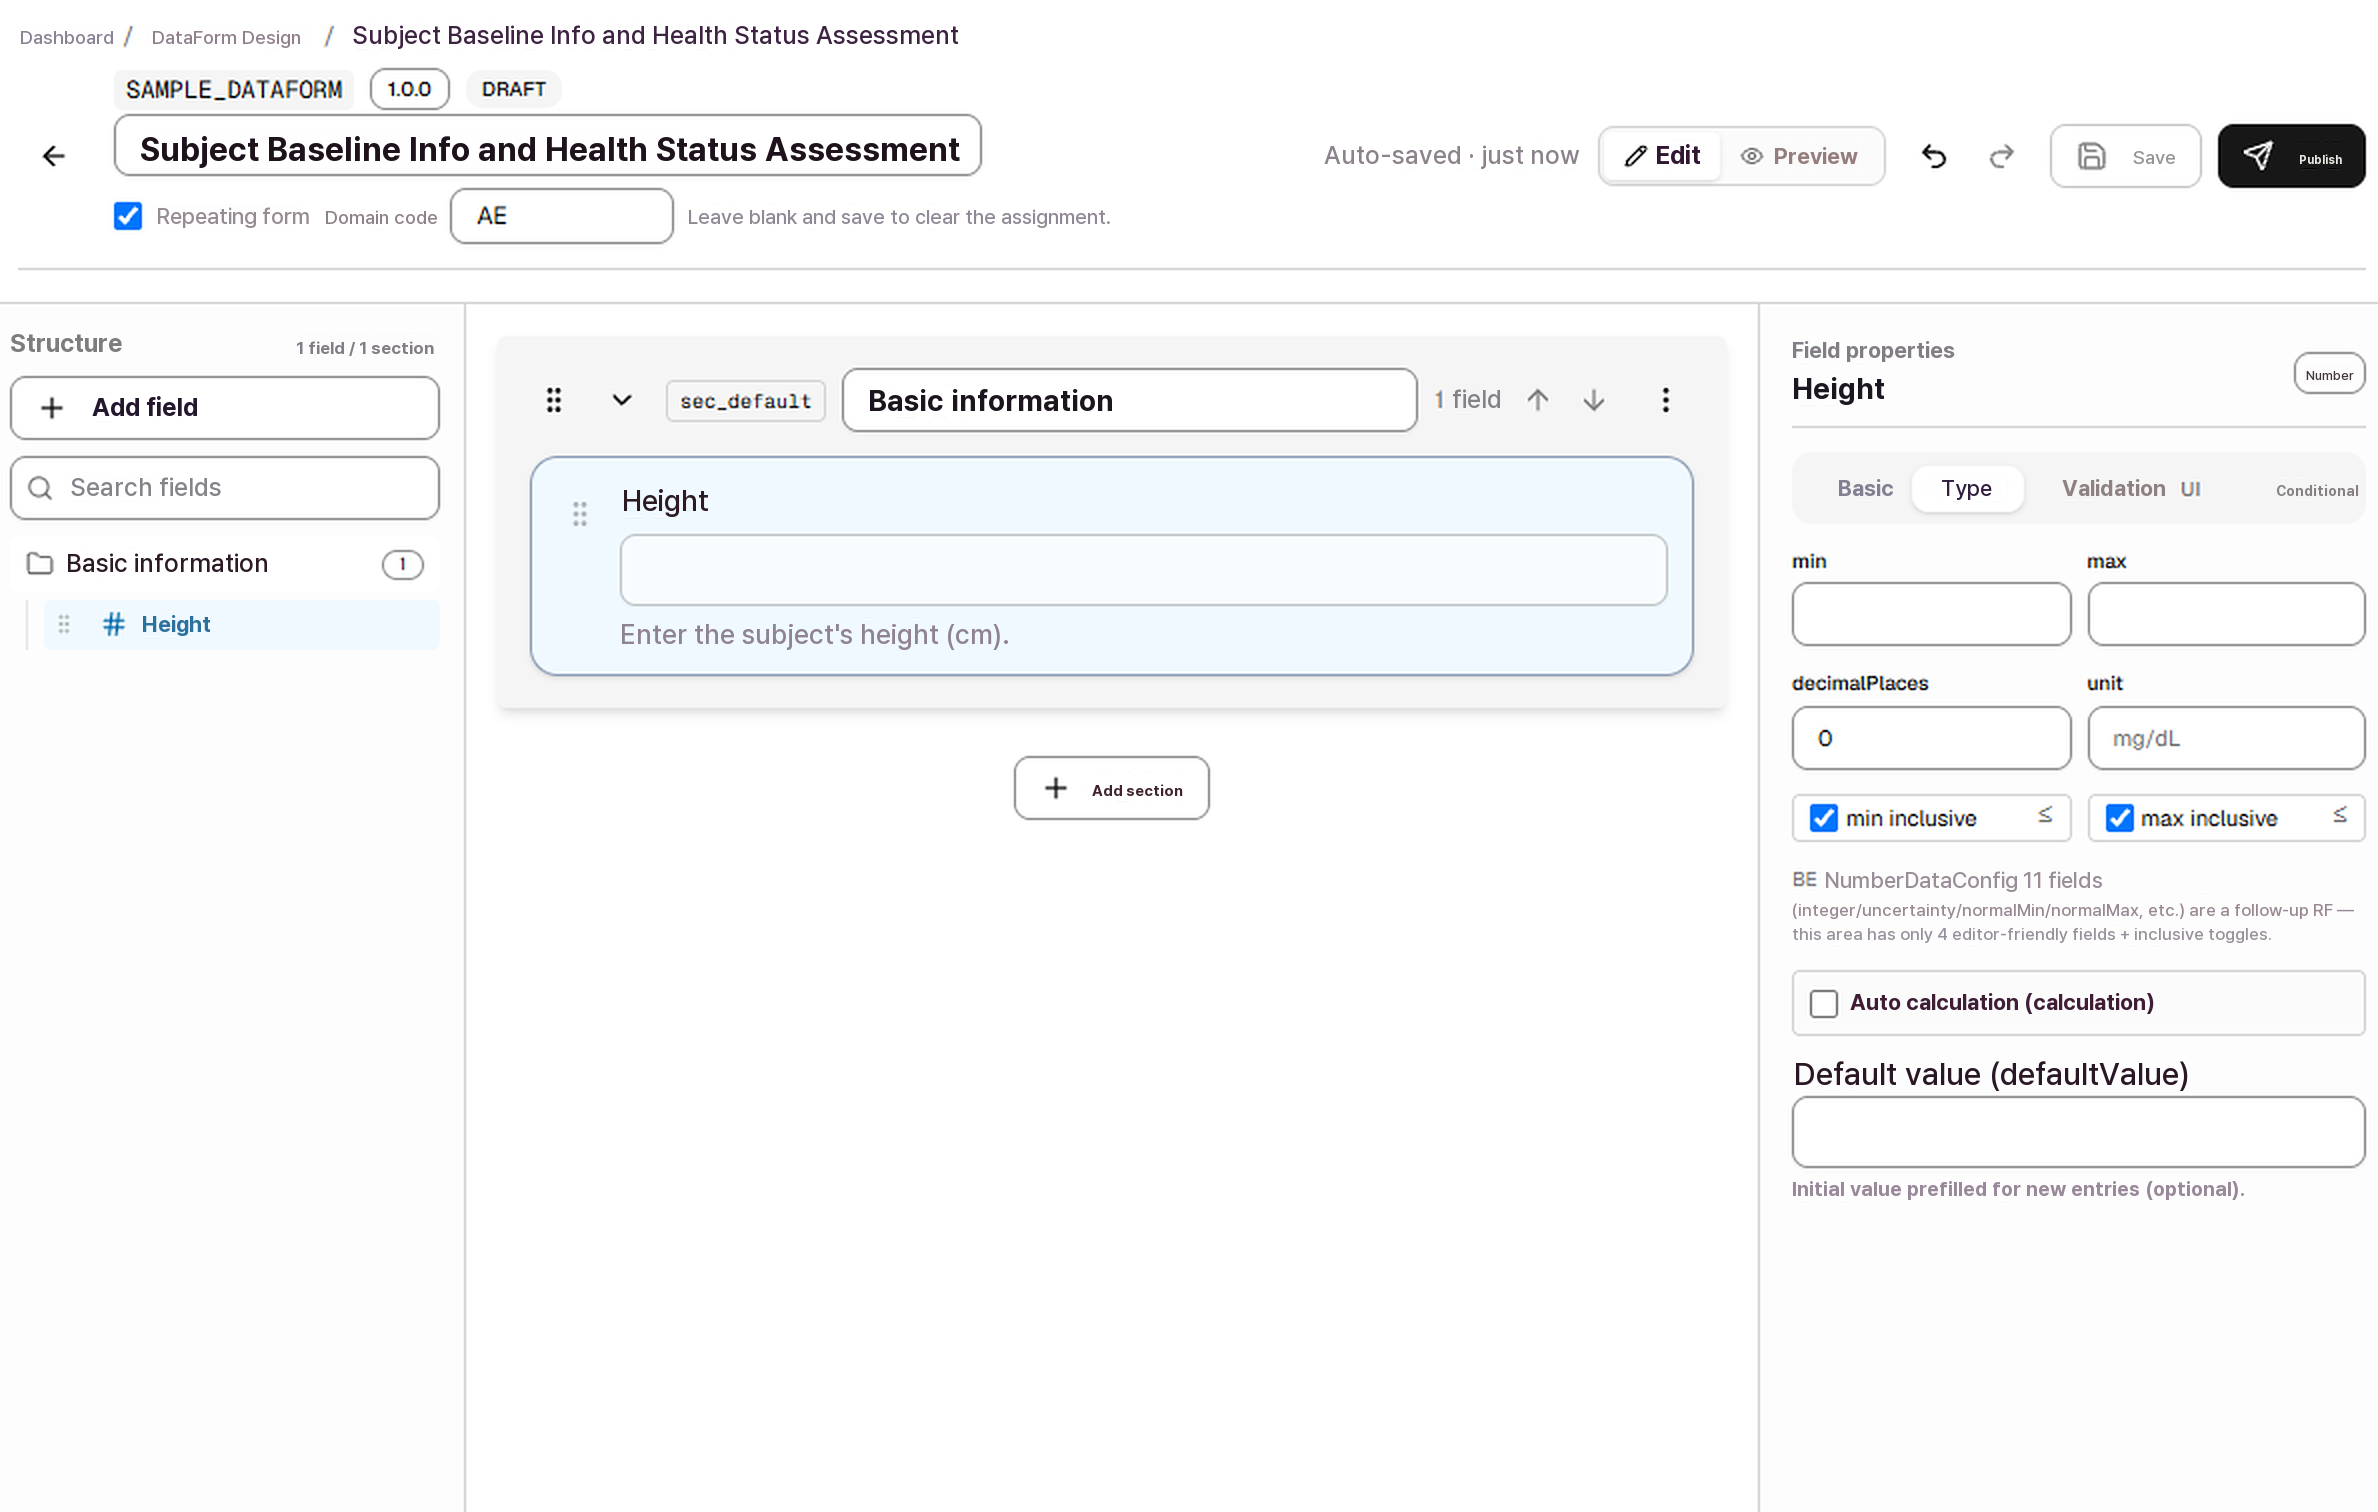 Dashboard / DataForm Design / Subject Baseline Info and Health Status Assessment
SAMPLE_DATAFORM 1.0.0 DRAFT
Subject Baseline Info and Health Status Assessment
Auto-saved · just now Edit Preview Save Publish
Repeating form Domain code AE Leave blank and save to clear the assignment.
Structure 1 field / 1 section
Add field
Search fields
Basic information 1
Height
sec_default Basic information 1 field
Height
Enter the subject's height (cm).
Add section
Field properties
Height
Number
Basic Type Validation UI Conditional
min max
decimalPlaces unit
0 mg/dL
min inclusive ≤ max inclusive ≤
BE NumberDataConfig 11 fields
(integer/uncertainty/normalMin/normalMax, etc.) are a follow-up RF —
this area has only 4 editor-friendly fields + inclusive toggles.
Auto calculation (calculation)
Default value (defaultValue)
Initial value prefilled for new entries (optional).